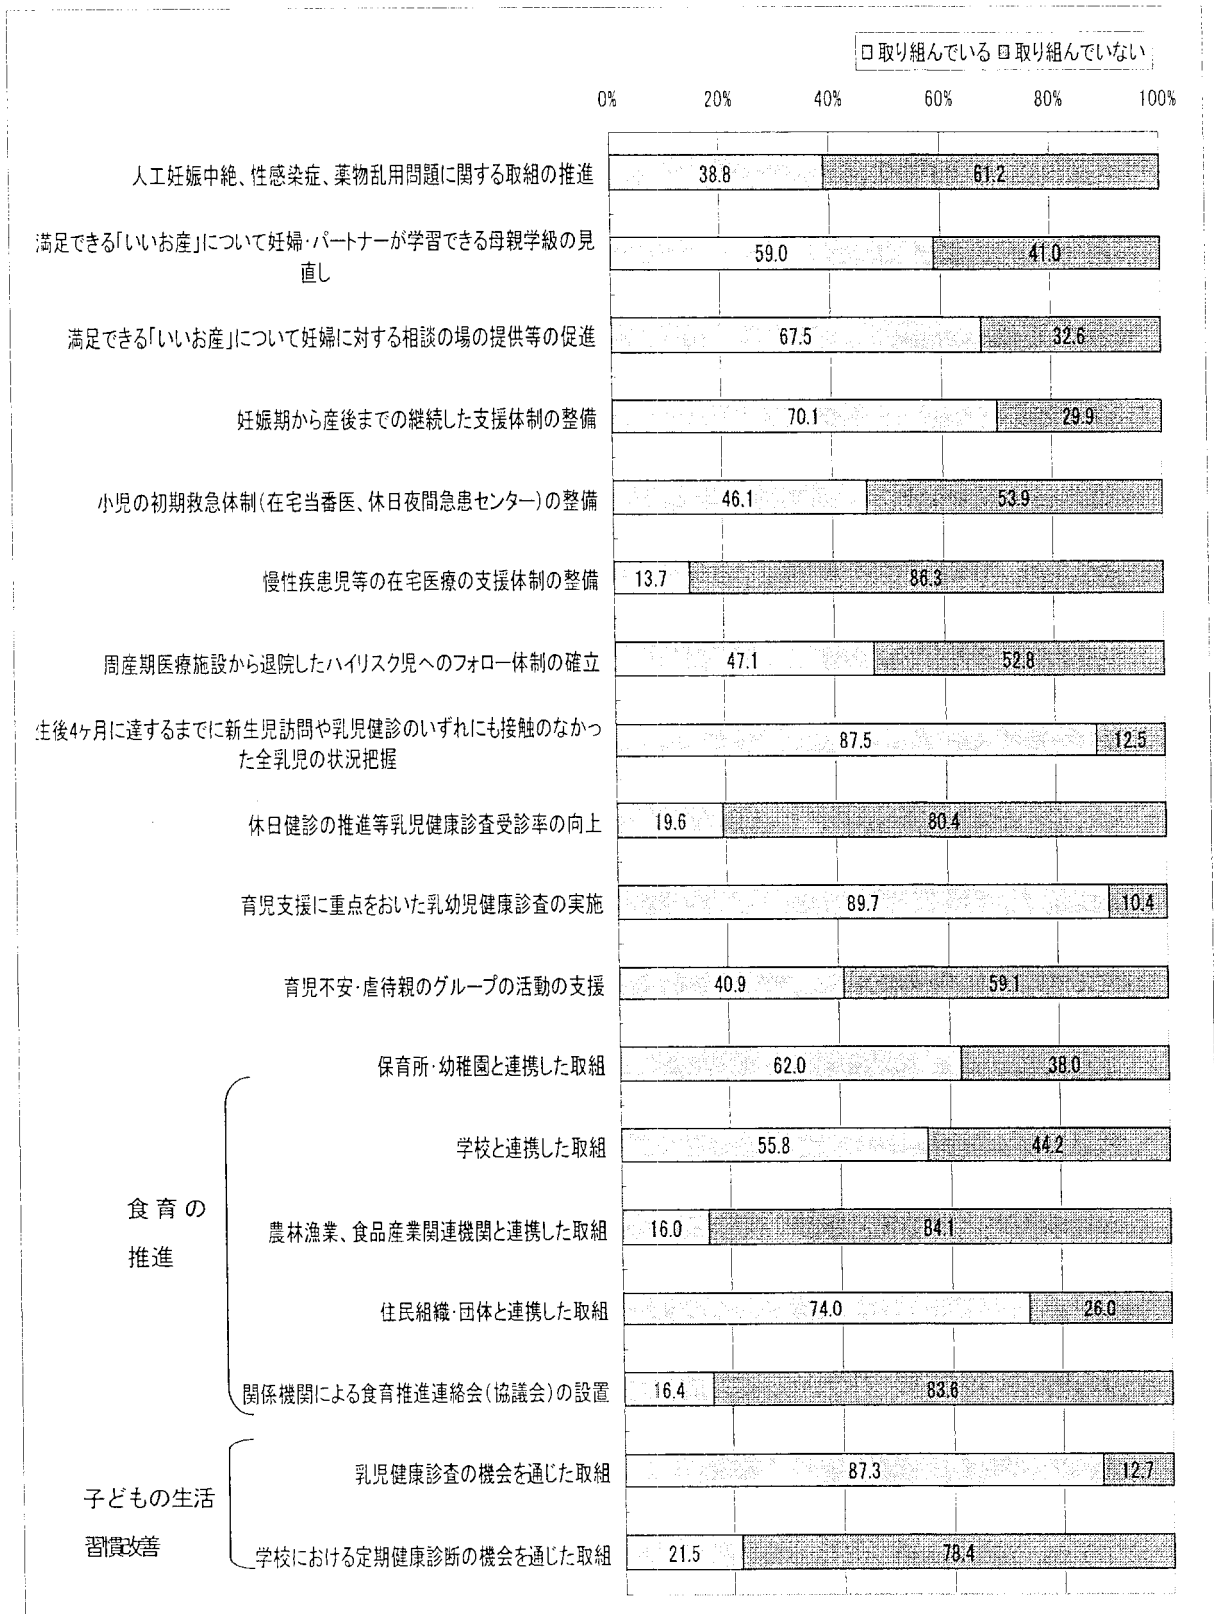 □取り組んでいる ▨取り組んでいない
0% 20% 40% 60% 80% 100%
人工妊娠中絶、性感染症、薬物乱用問題に関する取組の推進 38.8 61.2
満足できる「いいお産」について妊婦・パートナーが学習できる母親学級の見
直し
59.0 41.0
満足できる「いいお産」について妊婦に対する相談の場の提供等の促進 67.5 32.6
妊娠期から産後までの継続した支援体制の整備 70.1 29.9
小児の初期救急体制(在宅当番医、休日夜間急患センター)の整備 46.1 53.9
慢性疾患児等の在宅医療の支援体制の整備 13.7 86.3
周産期医療施設から退院したハイリスク児へのフォロー体制の確立 47.1 52.8
生後4ヶ月に達するまでに新生児訪問や乳児健診のいずれにも接触のなかっ
た全乳児の状況把握
87.5 12.5
休日健診の推進等乳児健康診査受診率の向上 19.6 80.4
育児支援に重点をおいた乳幼児健康診査の実施 89.7 10.4
育児不安・虐待親のグループの活動の支援 40.9 59.1
食育の
推進
保育所・幼稚園と連携した取組 62.0 38.0
学校と連携した取組 55.8 44.2
農林漁業、食品産業関連機関と連携した取組 16.0 84.1
住民組織・団体と連携した取組 74.0 26.0
関係機関による食育推進連絡会(協議会)の設置 16.4 83.6
子どもの生活
習慣改善
乳児健康診査の機会を通じた取組 87.3 12.7
学校における定期健康診断の機会を通じた取組 21.5 78.4